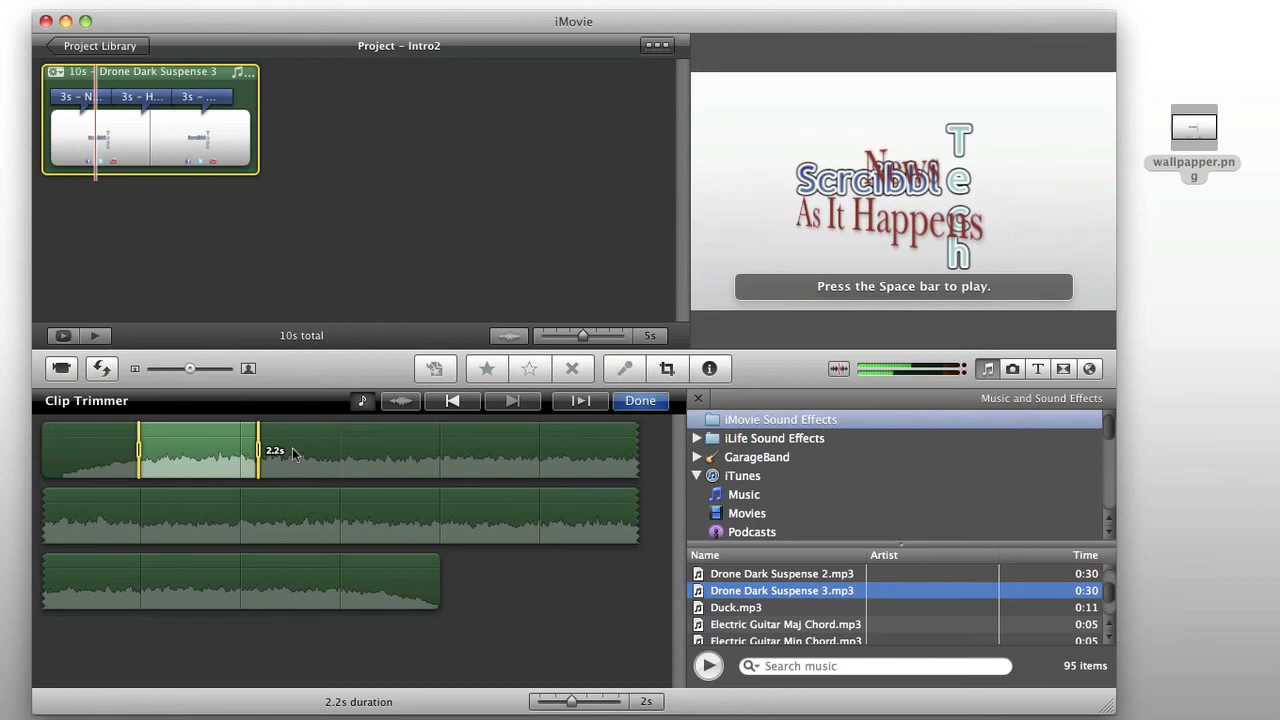 iMovie
Project Library
Project – Intro2
10s – Drone Dark Suspense 3
3s – N...
3s – H...
3s – ...
10s total
5s
News
Scrcibbl
Tech
As It Happens
Press the Space bar to play.
wallpapper.pn
g
Clip Trimmer
Done
Music and Sound Effects
2.2s
iMovie Sound Effects
iLife Sound Effects
GarageBand
iTunes
Music
Movies
Podcasts
Name
Artist
Time
Drone Dark Suspense 2.mp3
0:30
Drone Dark Suspense 3.mp3
0:30
Duck.mp3
0:11
Electric Guitar Maj Chord.mp3
0:05
Electric Guitar Min Chord.mp3
0:05
Search music
95 items
2.2s duration
2s